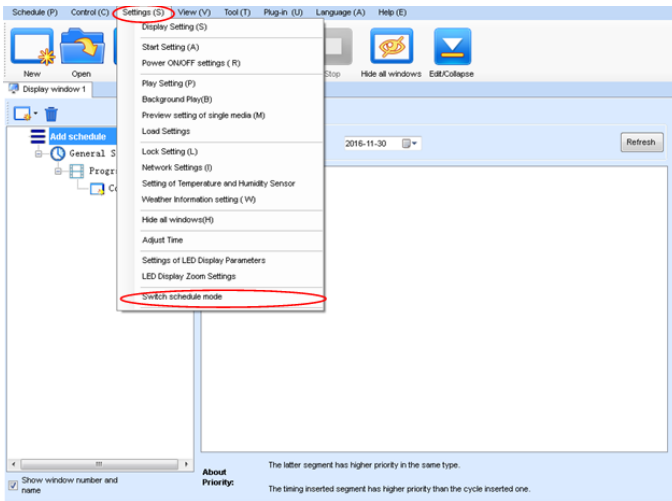 Schedule (P) Control (C) Settings (S) View (V) Tool (T) Plug-in (U) Language (A) Help (E)
New Open Stop Hide all windows Edit/Collapse
Display window 1
Display Setting (S)
Start Setting (A)
Power ON/OFF settings ( R)
Play Setting (P)
Background Play(B)
Preview setting of single media (M)
Load Settings
Lock Setting (L)
Network Settings (I)
Setting of Temperature and Humidity Sensor
Weather Information setting ( W)
Hide all windows(H)
Adjust Time
Settings of LED Display Parameters
LED Display Zoom Settings
Switch schedule mode
Add schedule
General S
Progr
Co
2016-11-30
Refresh
Show window number and
name
About
Priority:
The latter segment has higher priority in the same type.
The timing inserted segment has higher priority than the cycle inserted one.